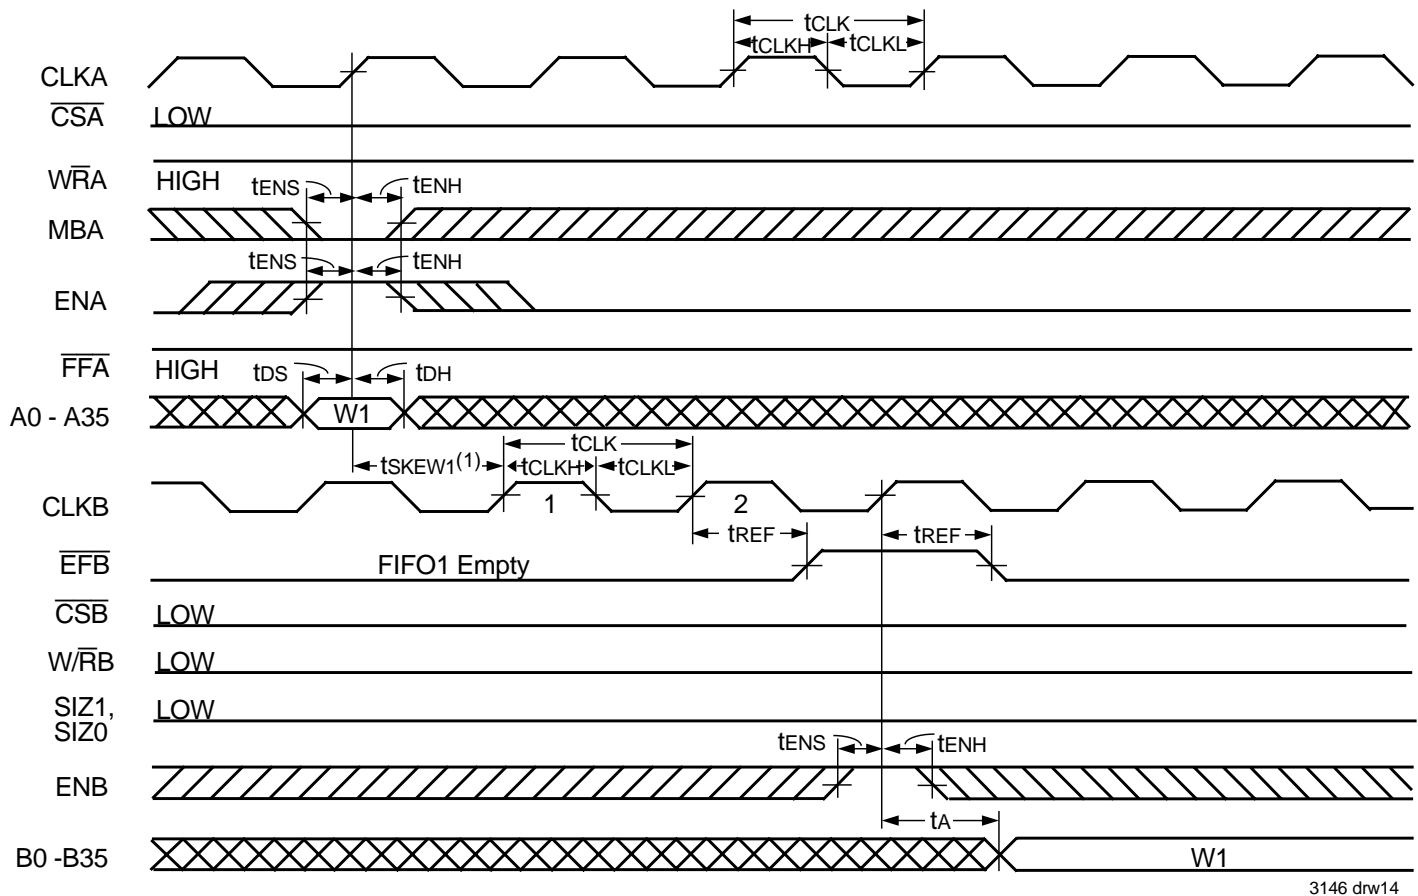 tCLK
tCLKH tCLKL
CLKA
CSA LOW
WRA HIGH
tENS tENH
MBA
tENS tENH
ENA
FFA HIGH
tDS tDH
A0 - A35 W1
tCLK
tSKEW1(1) tCLKH tCLKL
CLKB 1 2
tREF tREF
EFB FIFO1 Empty
CSB LOW
W/RB LOW
SIZ1, SIZ0 LOW
tENS tENH
ENB
tA
B0 -B35 W1
3146 drw14